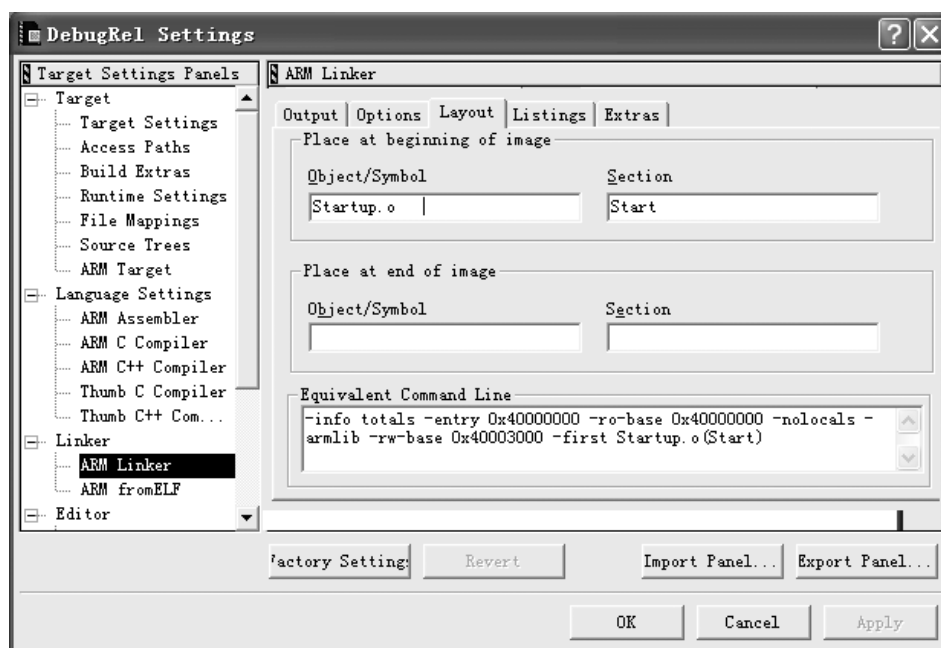 DebugRel Settings
Target Settings Panels
Target
Target Settings
Access Paths
Build Extras
Runtime Settings
File Mappings
Source Trees
ARM Target
Language Settings
ARM Assembler
ARM C Compiler
ARM C++ Compiler
Thumb C Compiler
Thumb C++ Com...
Linker
ARM Linker
ARM fromELF
Editor
ARM Linker
Output Options Layout Listings Extras
Place at beginning of image
Object/Symbol Section
Startup.o Start
Place at end of image
Object/Symbol Section
Equivalent Command Line
-info totals -entry 0x40000000 -ro-base 0x40000000 -nolocals -
armlib -rw-base 0x40003000 -first Startup.o(Start)
Factory Settings Revert Import Panel... Export Panel...
OK Cancel Apply